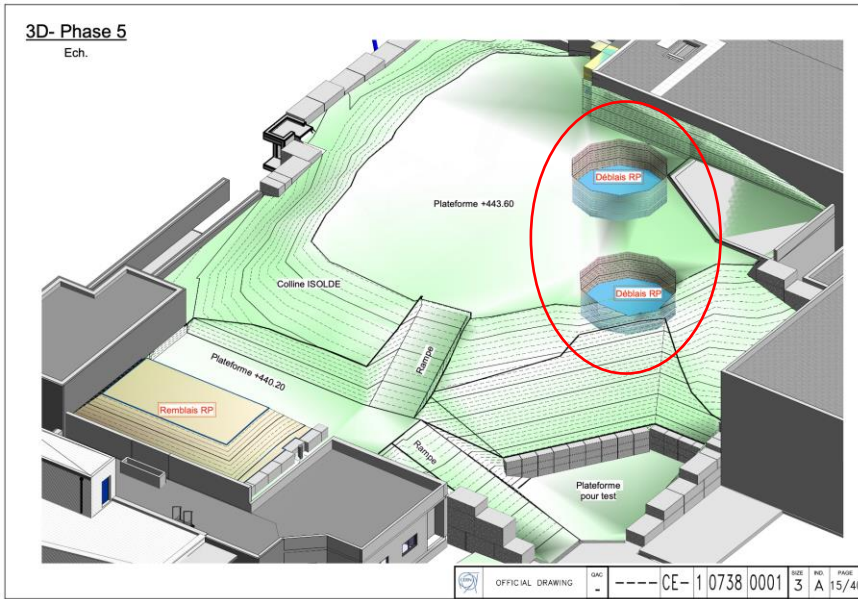 3D- Phase 5
Ech.
Déblais RP
Plateforme +443.60
Colline ISOLDE
Déblais RP
Rampe
Plateforme +440.20
Remblais RP
Rampe
Plateforme
pour test
CERN
OFFICIAL DRAWING
QAC
-
---- CE- 1 0738 0001
SIZE
3
IND.
A
PAGE
15/40